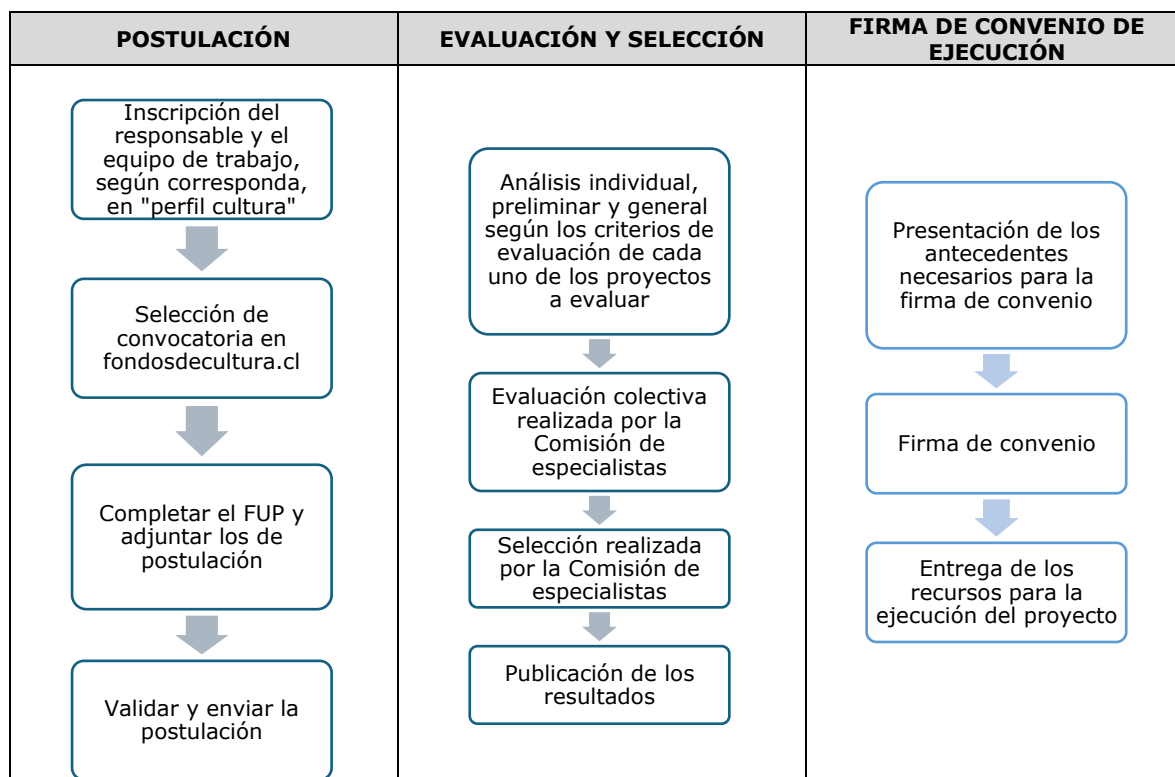 POSTULACIÓN
EVALUACIÓN Y SELECCIÓN
FIRMA DE CONVENIO DE
EJECUCIÓN
Inscripción del
responsable y el
equipo de trabajo,
según corresponda,
en "perfil cultura"
Selección de
convocatoria en
fondosdecultura.cl
Completar el FUP y
adjuntar los de
postulación
Validar y enviar la
postulación
Análisis individual,
preliminar y general
según los criterios de
evaluación de cada
uno de los proyectos
a evaluar
Evaluación colectiva
realizada por la
Comisión de
especialistas
Selección realizada
por la Comisión de
especialistas
Publicación de los
resultados
Presentación de los
antecedentes
necesarios para la
firma de convenio
Firma de convenio
Entrega de los
recursos para la
ejecución del proyecto